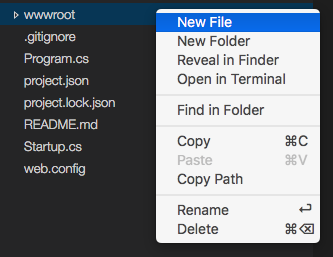 wwwroot
.gitignore
Program.cs
project.json
project.lock.json
README.md
Startup.cs
web.config
New File
New Folder
Reveal in Finder
Open in Terminal
Find in Folder
Copy ⌘C
Paste ⌘V
Copy Path
Rename ↩
Delete ⌘⌫